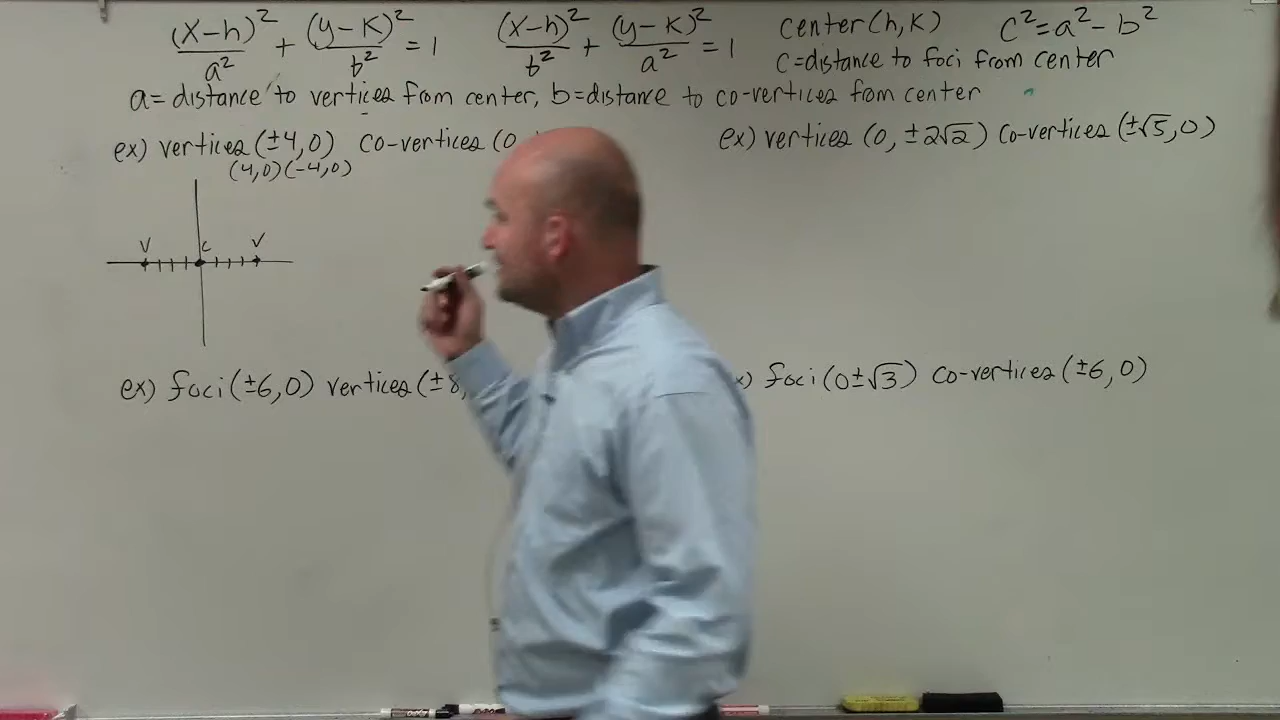 (x-h)²/a² + (y-k)²/b² = 1    (x-h)²/b² + (y-k)²/a² = 1    center (h, k)    c²=a²-b²
c=distance to foci from center
a= distance to vertices from center, b=distance to co-vertices from center
ex) vertices (±4,0) co-vertices (0,
(4,0)(-4,0)
ex) vertices (0, ±2√2) co-vertices (±√5,0)
V C V
ex) foci (±6,0) vertices (±8,
x) foci (0±√3) co-vertices (±6,0)